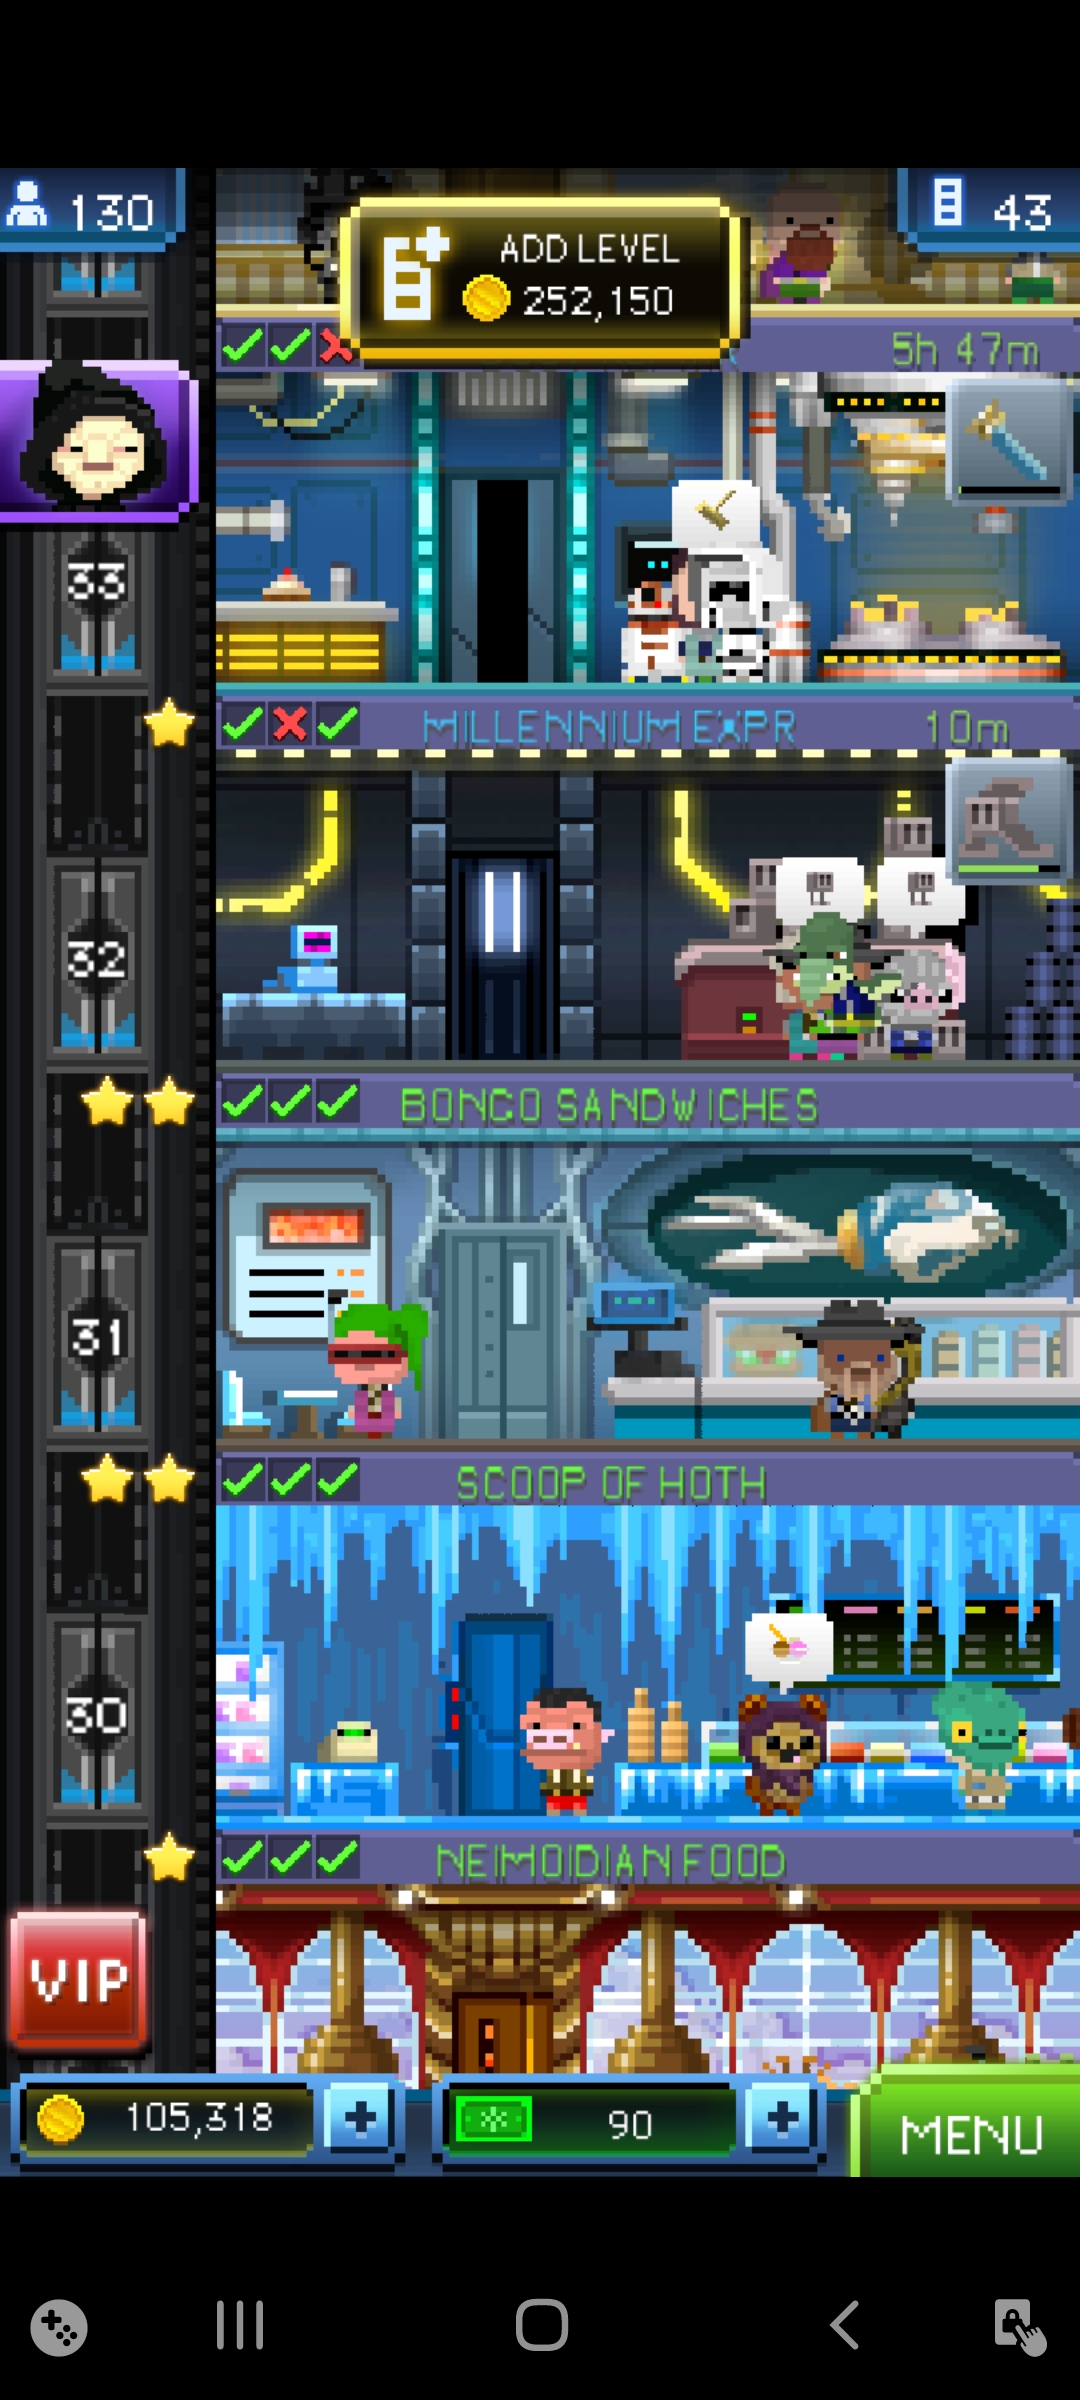 130
ADD LEVEL
252,150
43
5h 47m
33
MILLENNIUM EXPR
10m
32
BONGO SANDWICHES
31
SCOOP OF HOTH
30
NEIMOIDIAN FOOD
VIP
105,318
90
MENU